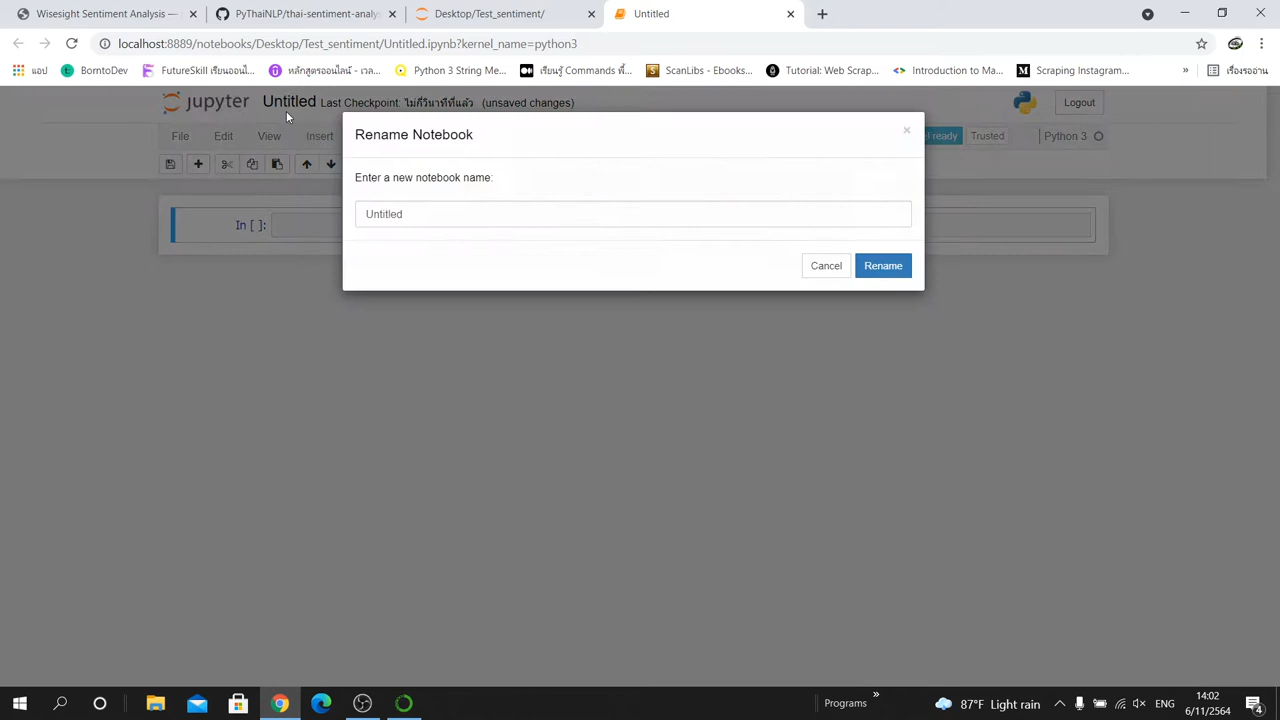 Wisesight Sentiment Analysis —
PyThaiNLP/thai-sentiment-analy
Desktop/Test_sentiment/
Untitled
localhost:8889/notebooks/Desktop/Test_sentiment/Untitled.ipynb?kernel_name=python3
แอป
BorntoDev
FutureSkill เรียนออนไ...
หลักสูตรออนไลน์ - เวล...
Python 3 String Me...
เรียนรู้ Commands พื้...
ScanLibs - Ebooks...
Tutorial: Web Scrap...
Introduction to Ma...
Scraping Instagram...
»
เรื่องรออ่าน
jupyter Untitled Last Checkpoint: ไม่กี่วินาทีที่แล้ว (unsaved changes)
Logout
File Edit View Insert
el ready Trusted Python 3
Rename Notebook ×
Enter a new notebook name:
Untitled
Cancel Rename
In [ ]:
Programs »
87°F Light rain
ENG
14:02
6/11/2564
4